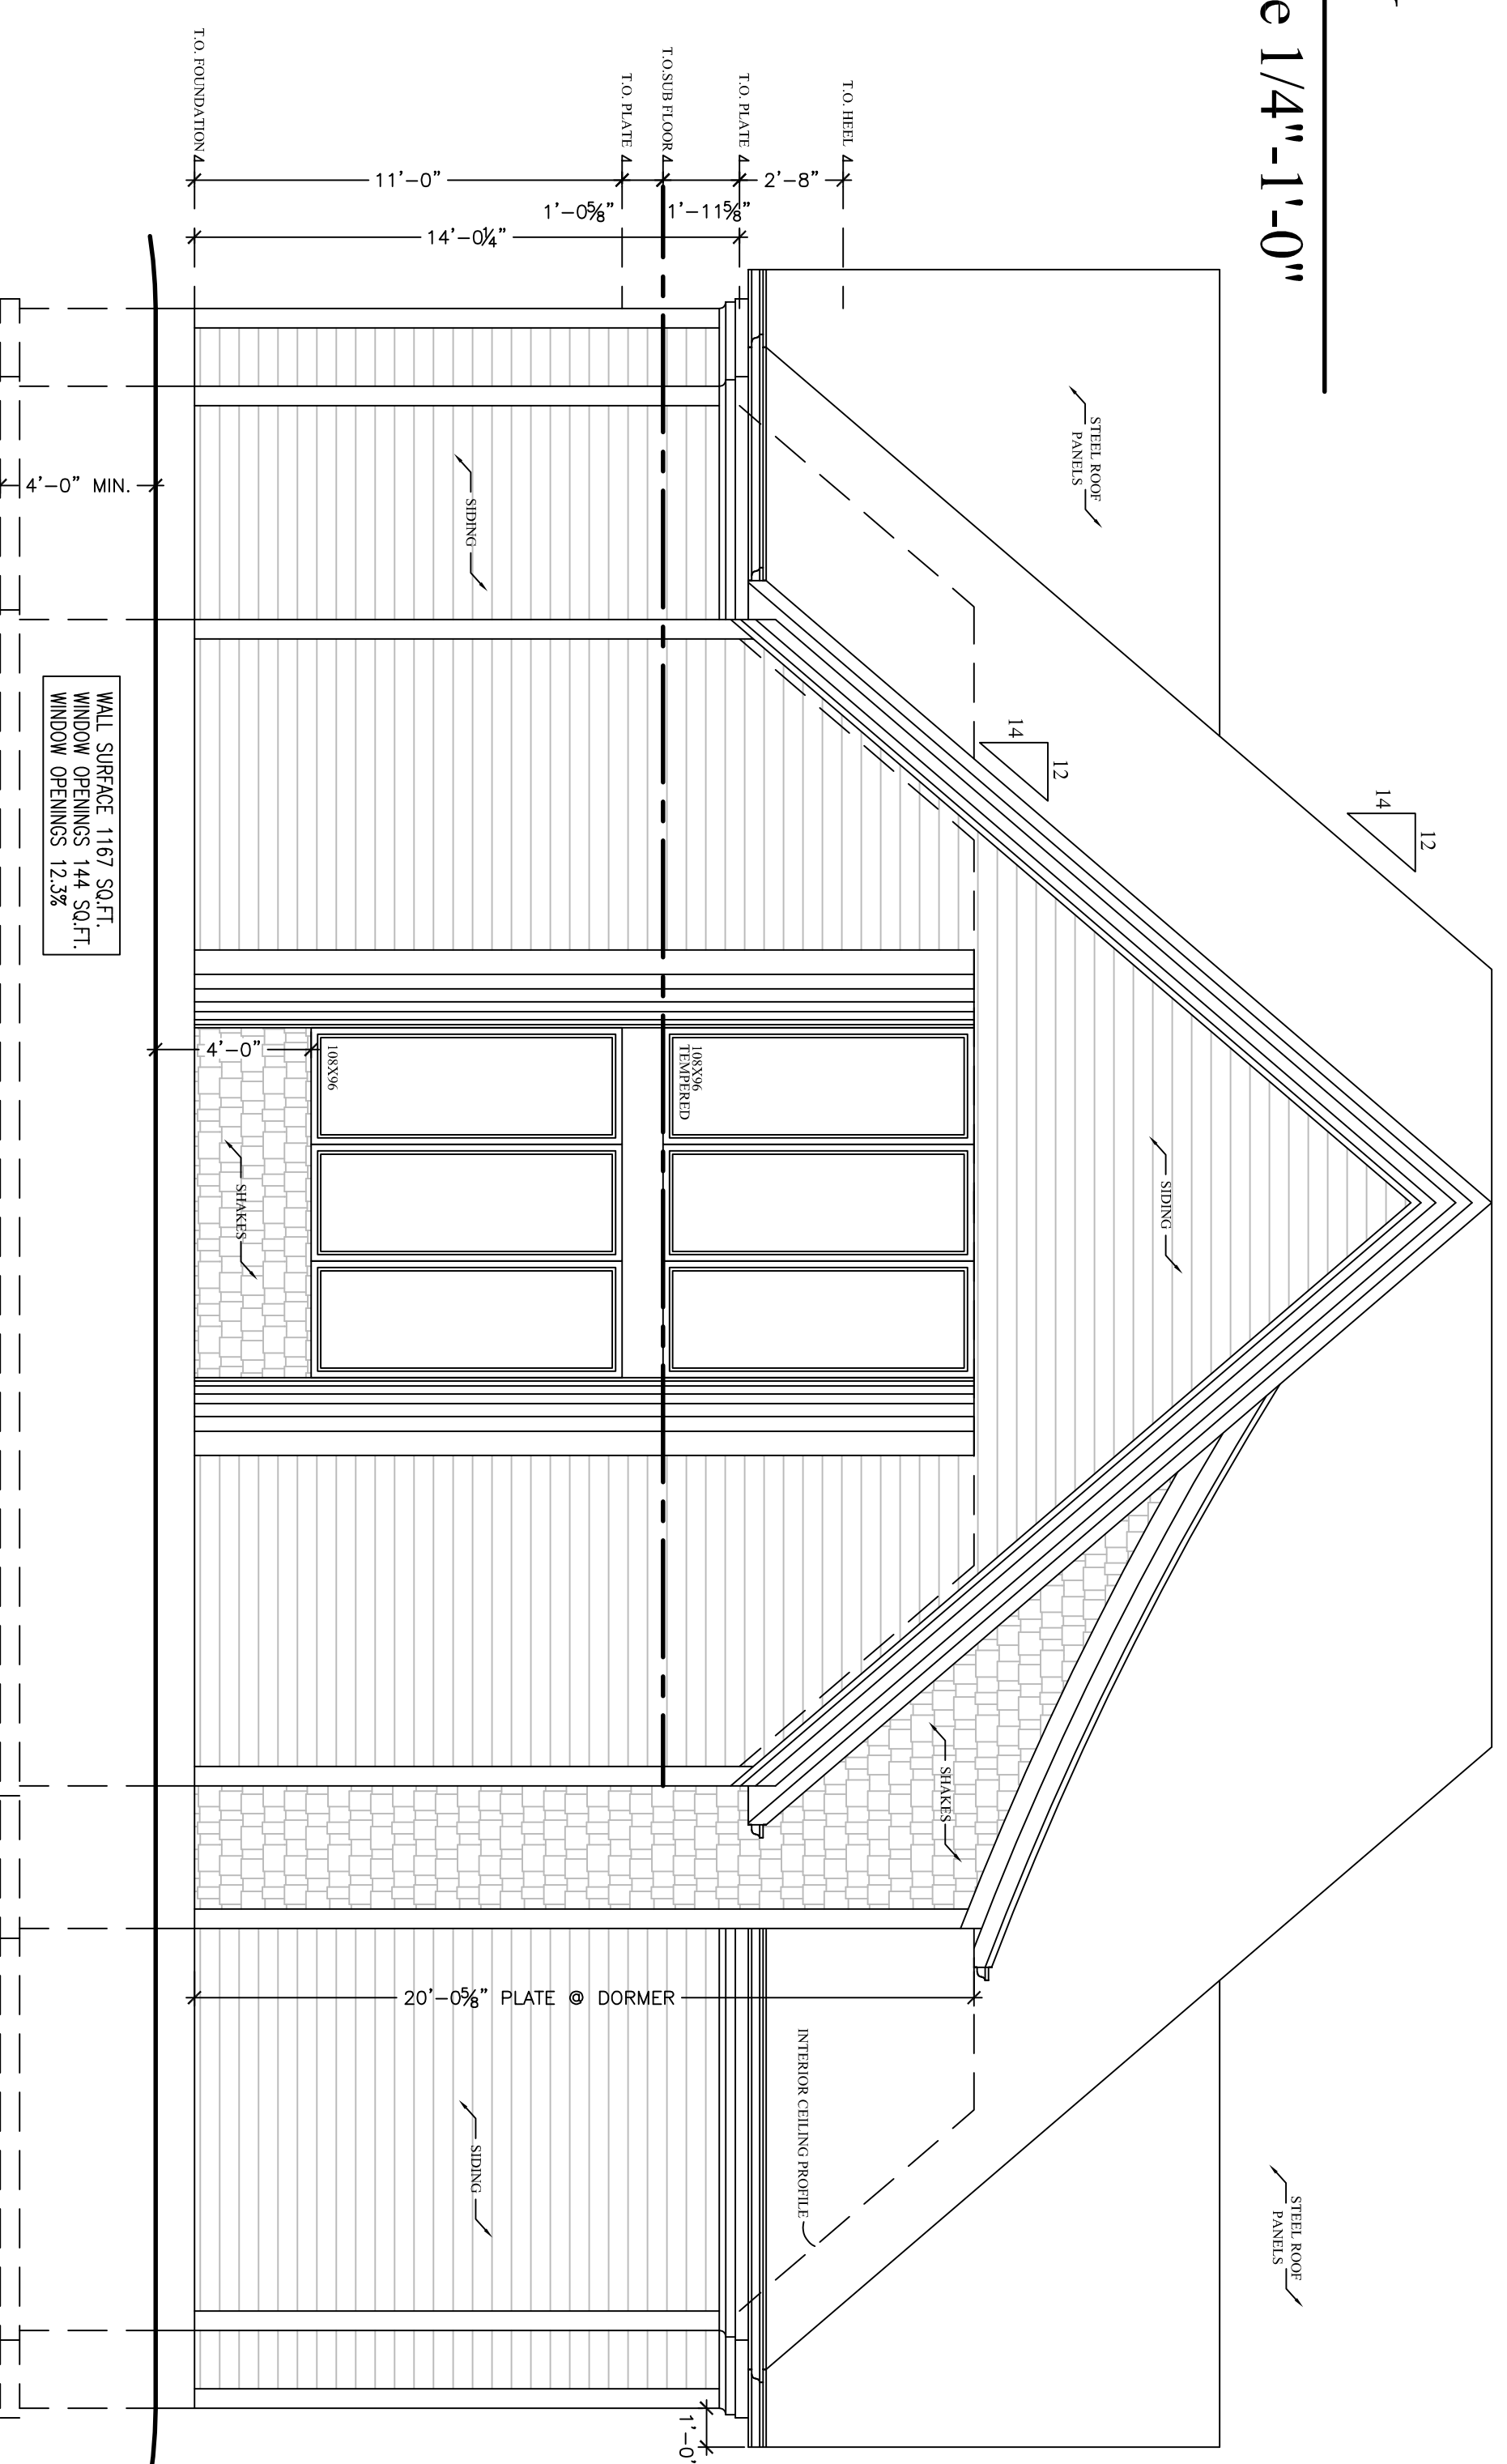 e 1/4"-1'-0"
14
12
14
12
STEEL ROOF
PANELS
STEEL ROOF
PANELS
SIDING
T.O. HEEL
2'-8"
T.O. PLATE
1'-11⅝"
T.O.SUB FLOOR
1'-0⅝"
T.O. PLATE
11'-0"
14'-0¼"
T.O. FOUNDATION
SIDING
108X96
TEMPERED
108X96
4'-0"
SHAKES
SHAKES
INTERIOR CEILING PROFILE
20'-0⅝" PLATE @ DORMER
SIDING
1'-0"
4'-0" MIN.
WALL SURFACE 1167 SQ.FT.
WINDOW OPENINGS 144 SQ.FT.
WINDOW OPENINGS 12.3%